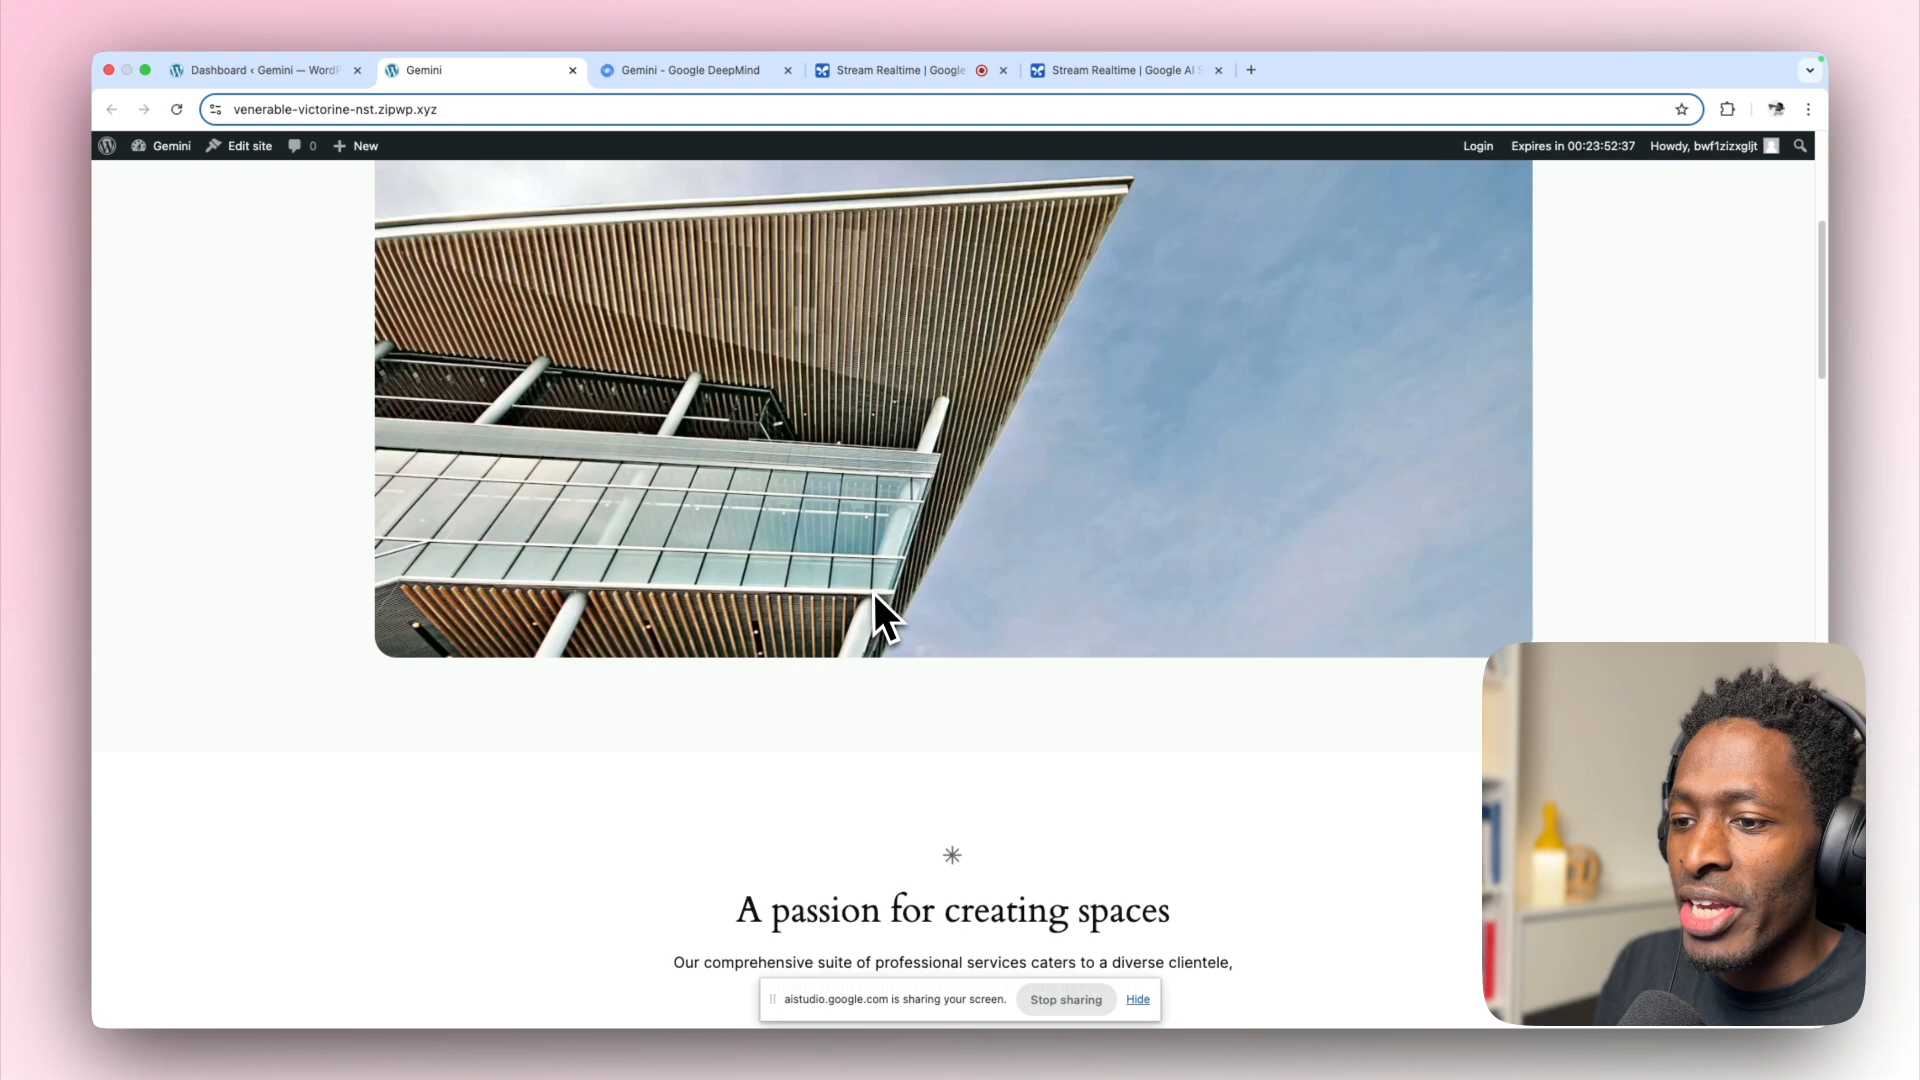 Dashboard ‹ Gemini — WordP
Gemini
Gemini - Google DeepMind
Stream Realtime | Google
Stream Realtime | Google AI S
venerable-victorine-nst.zipwp.xyz
Gemini
Edit site
0
New
Login
Expires in 00:23:52:37
Howdy, bwf1zizxgljt
A passion for creating spaces
Our comprehensive suite of professional services caters to a diverse clientele,
aistudio.google.com is sharing your screen.
Stop sharing
Hide